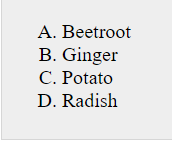 A. Beetroot
B. Ginger
C. Potato
D. Radish